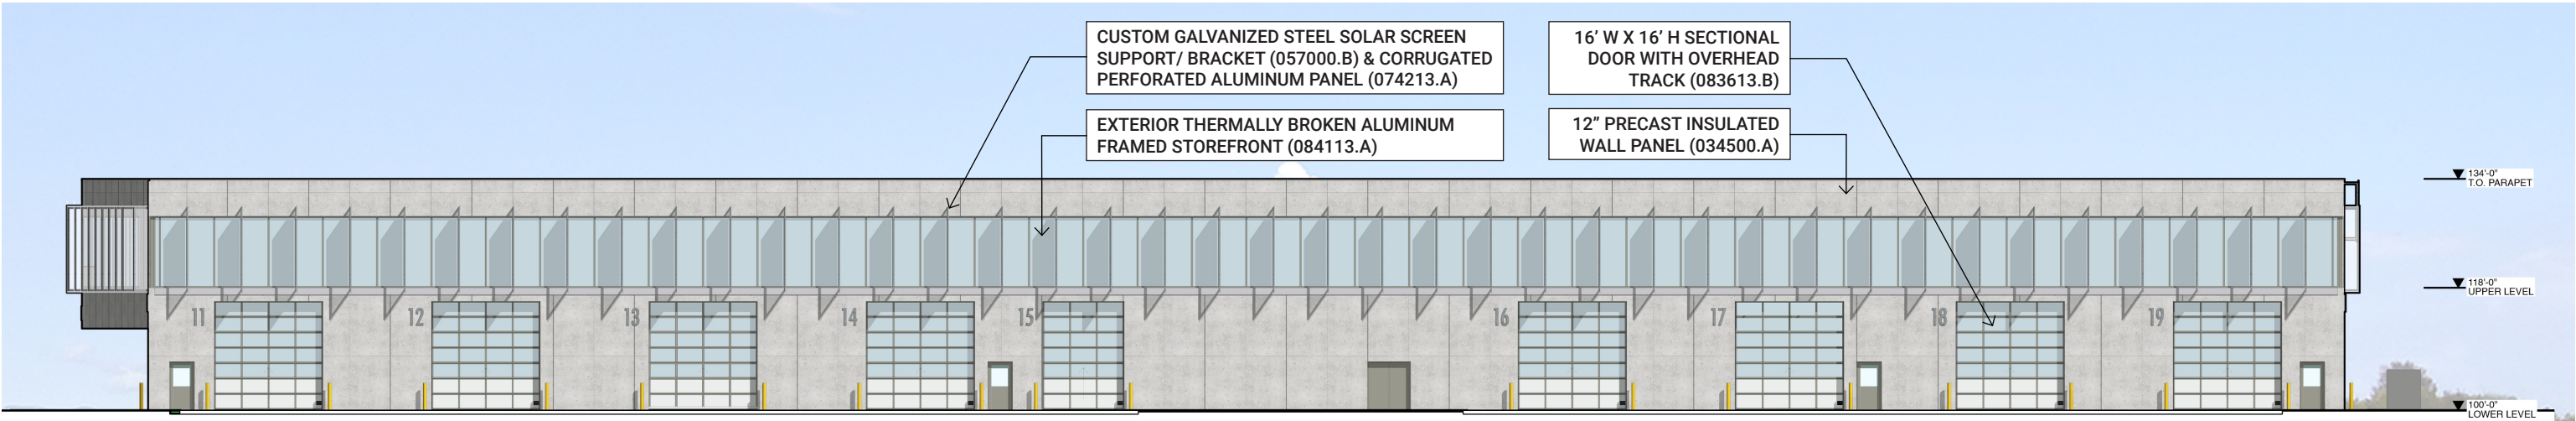 CUSTOM GALVANIZED STEEL SOLAR SCREEN
SUPPORT/ BRACKET (057000.B) & CORRUGATED
PERFORATED ALUMINUM PANEL (074213.A)
16’ W X 16’ H SECTIONAL
DOOR WITH OVERHEAD
TRACK (083613.B)
EXTERIOR THERMALLY BROKEN ALUMINUM
FRAMED STOREFRONT (084113.A)
12” PRECAST INSULATED
WALL PANEL (034500.A)
134'-0"
T.O. PARAPET
118'-0"
UPPER LEVEL
11
12
13
14
15
16
17
18
19
100'-0"
LOWER LEVEL